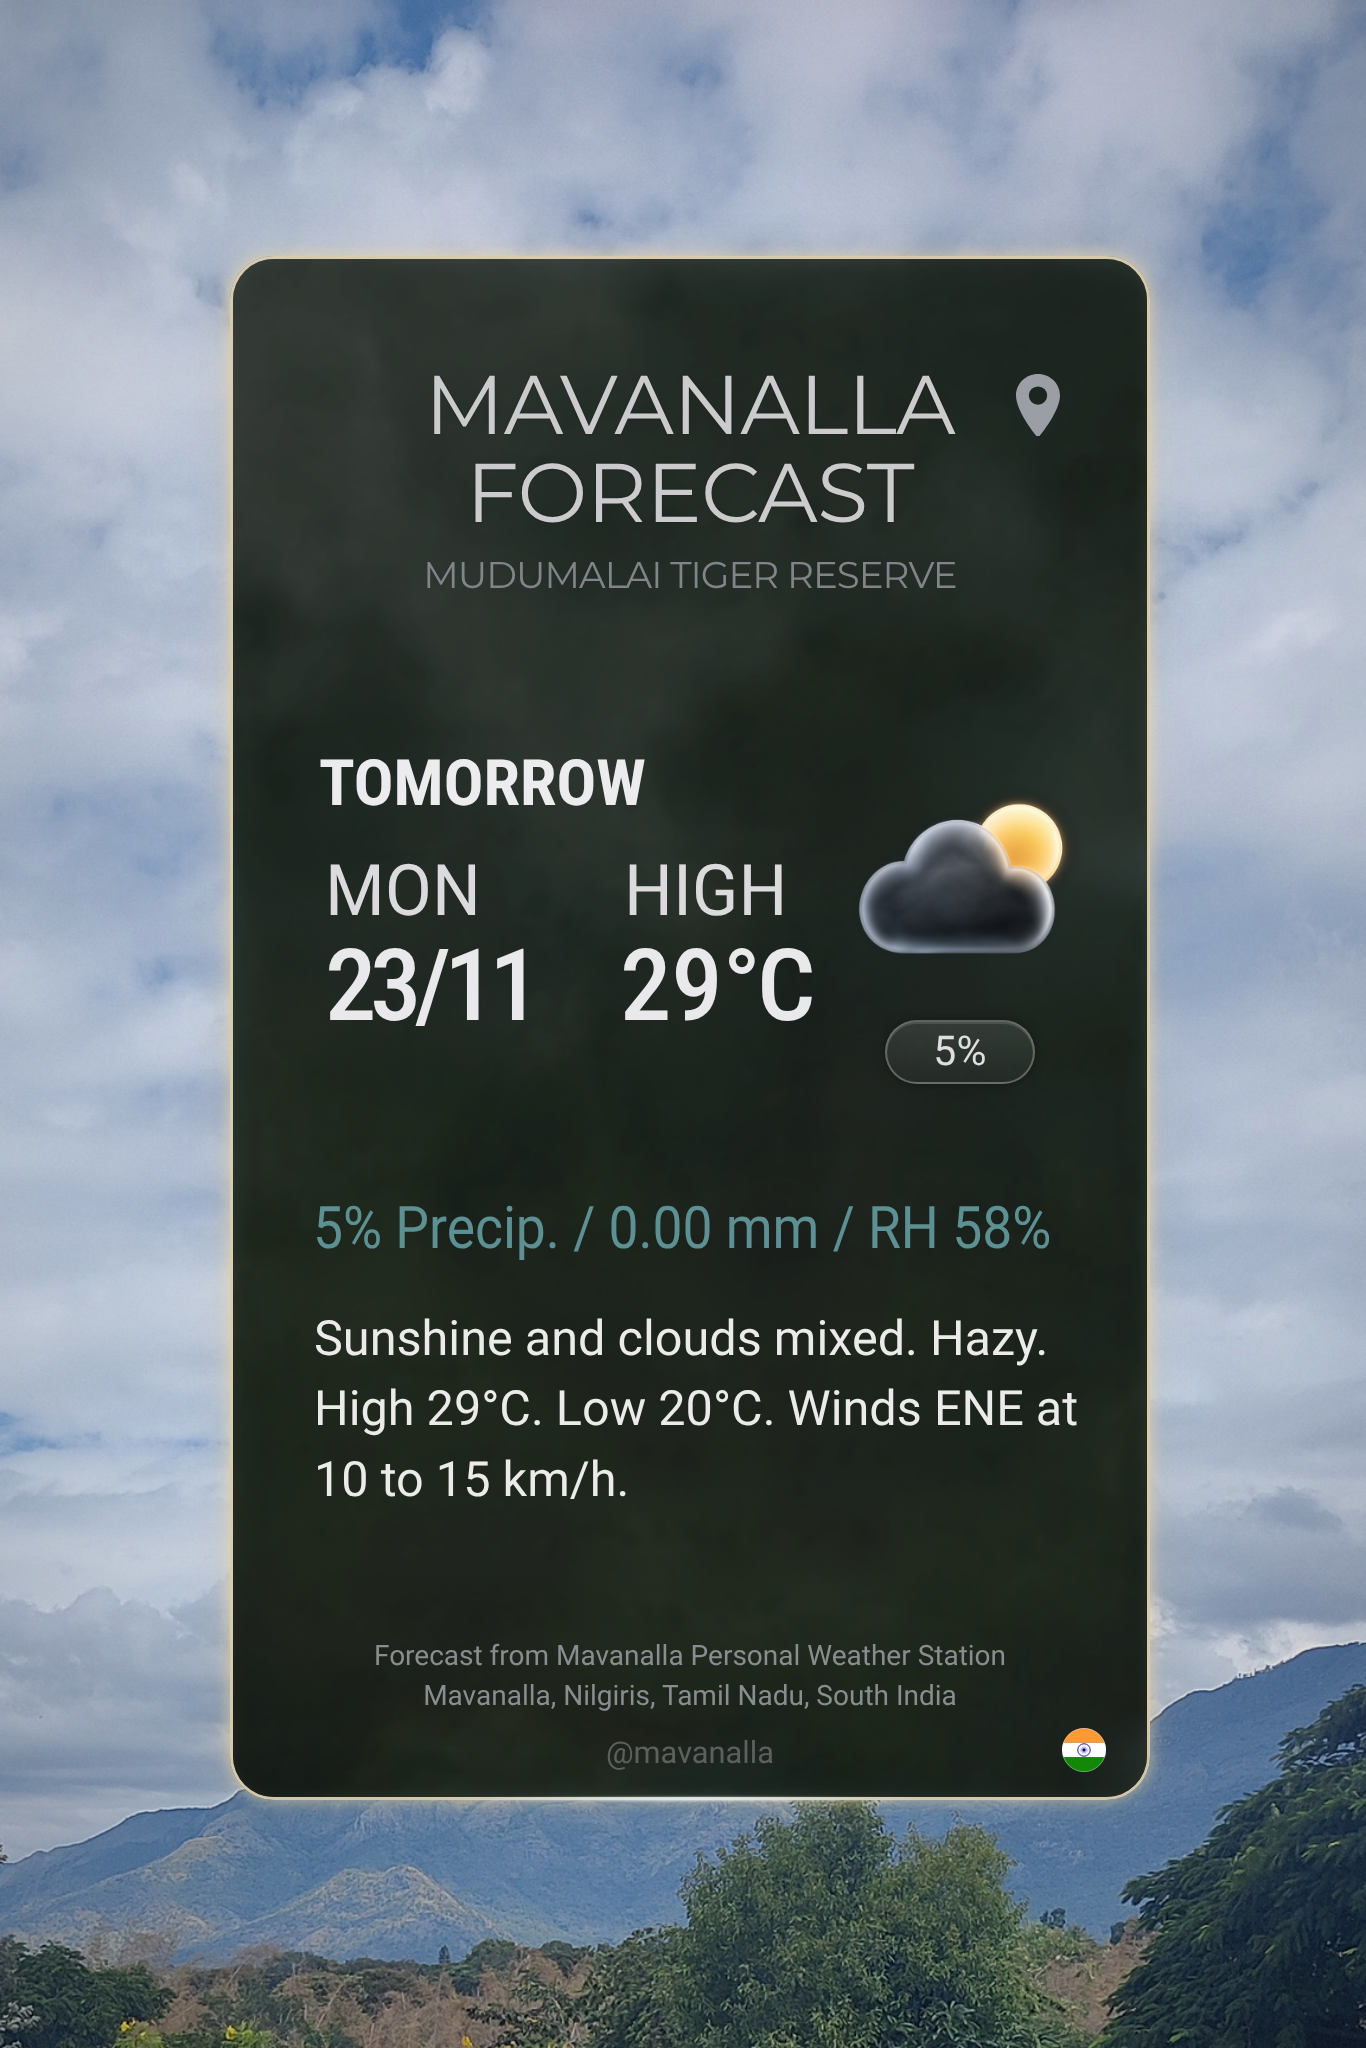 MAVANALLA
FORECAST
MUDUMALAI TIGER RESERVE
TOMORROW
MON HIGH
23/11 29°C
5%
5% Precip. / 0.00 mm / RH 58%
Sunshine and clouds mixed. Hazy.
High 29°C. Low 20°C. Winds ENE at
10 to 15 km/h.
Forecast from Mavanalla Personal Weather Station
Mavanalla, Nilgiris, Tamil Nadu, South India
@mavanalla